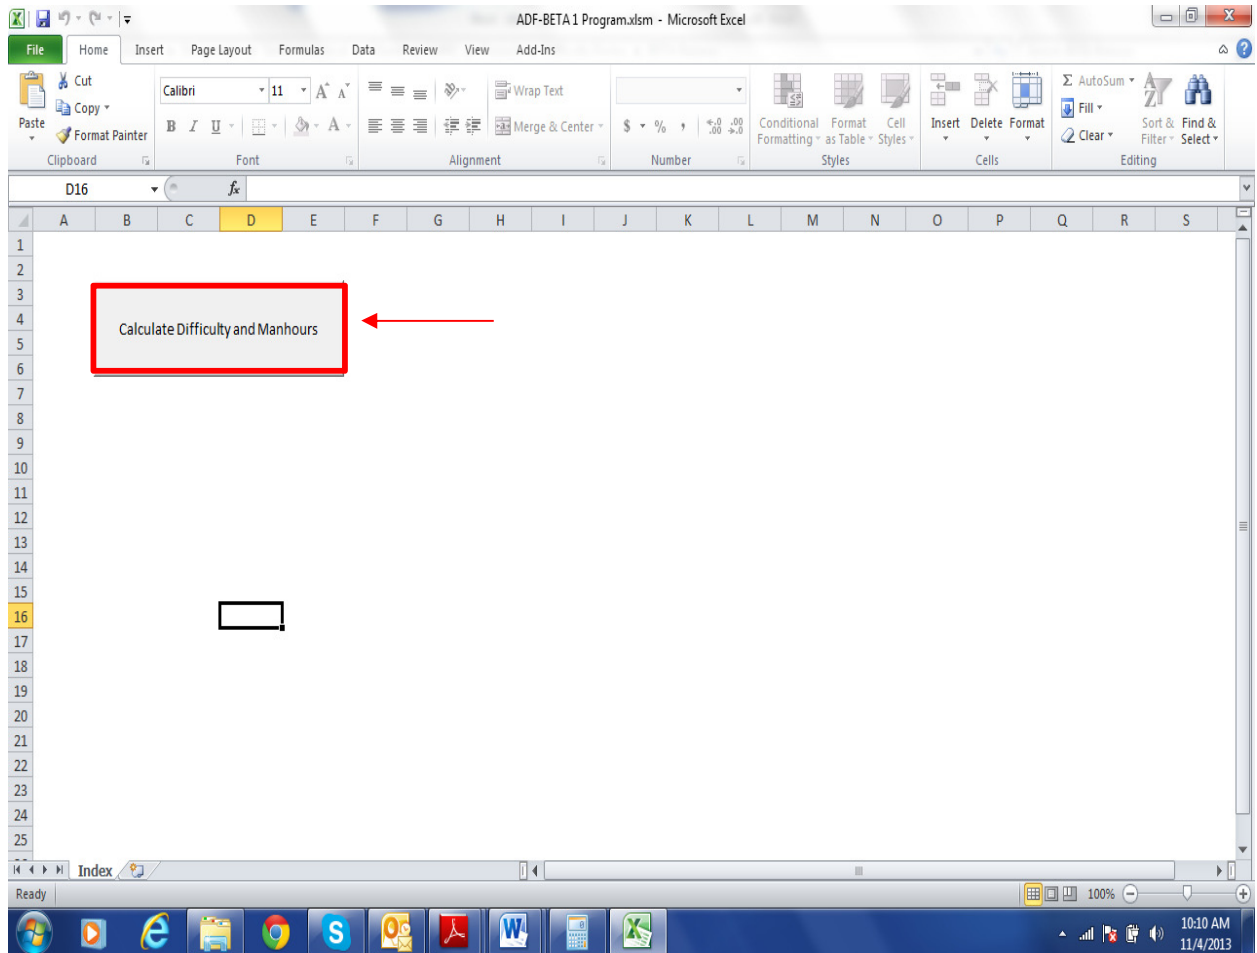 ADF-BETA 1 Program.xlsm - Microsoft Excel
File Home Insert Page Layout Formulas Data Review View Add-Ins
Cut
Copy
Format Painter
Paste
Clipboard
Calibri 11
B I U
Font
Wrap Text
Merge & Center
Alignment
$ % ,
Number
Conditional Formatting
Format as Table
Cell Styles
Styles
Insert Delete Format
Cells
Σ AutoSum
Fill
Clear
Sort & Filter
Find & Select
Editing
D16 fx
A B C D E F G H I J K L M N O P Q R S
1
2
3
4
Calculate Difficulty and Manhours
5
6
7
8
9
10
11
12
13
14
15
16
17
18
19
20
21
22
23
24
25
Index
Ready 100%
10:10 AM
11/4/2013